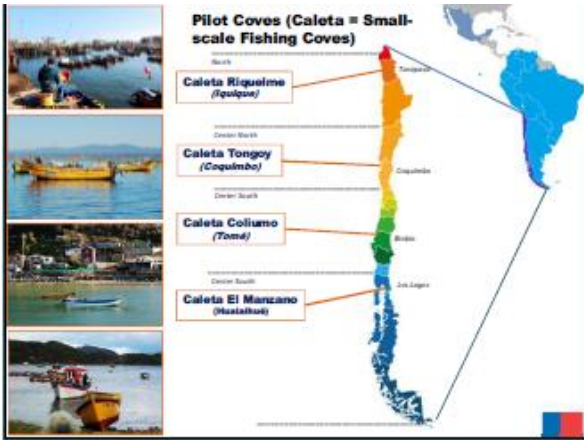 Pilot Coves (Caleta = Small-
scale Fishing Coves)
North
Tarapacá
Caleta Riquelme
(Iquique)
Center North
Caleta Tongoy
(Coquimbo)
Coquimbo
Center South
Caleta Coliumo
(Tomé)
Biobío
Center South
Los Lagos
Caleta El Manzano
(Hualaihué)